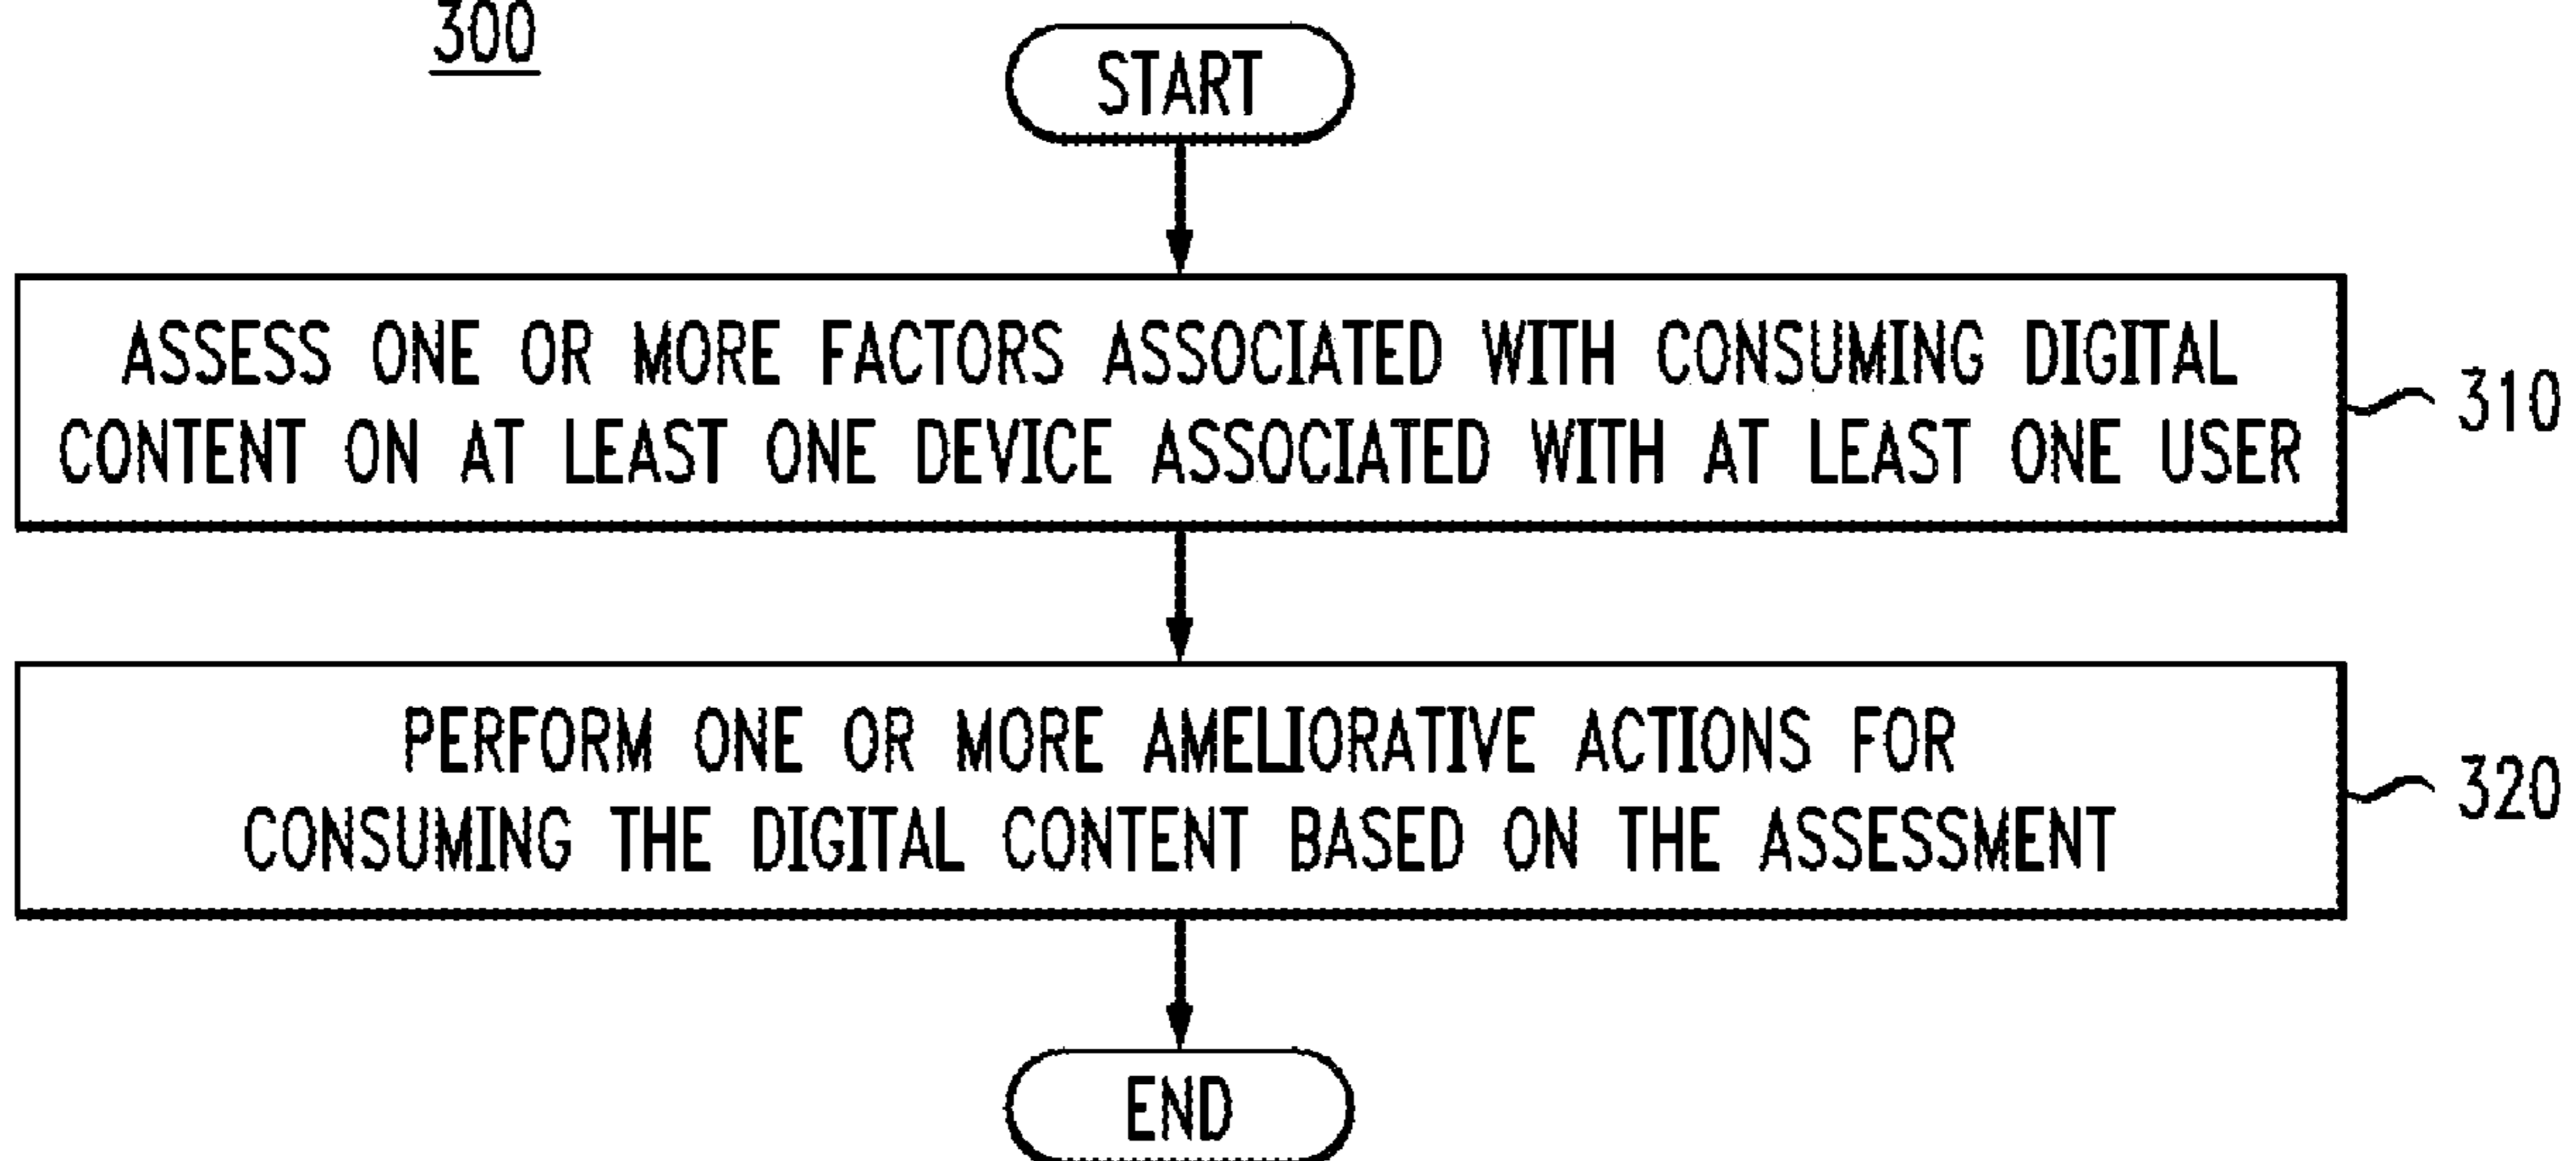 300
START
ASSESS ONE OR MORE FACTORS ASSOCIATED WITH CONSUMING DIGITAL
CONTENT ON AT LEAST ONE DEVICE ASSOCIATED WITH AT LEAST ONE USER
310
PERFORM ONE OR MORE AMELIORATIVE ACTIONS FOR
CONSUMING THE DIGITAL CONTENT BASED ON THE ASSESSMENT
320
END